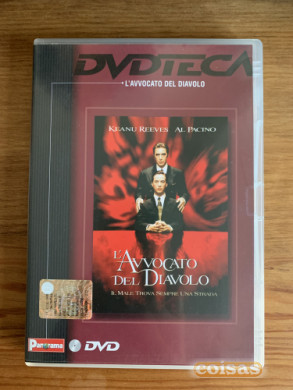 DVDTECA
• L'AVVOCATO DEL DIAVOLO
KEANU REEVES AL PACINO
L'AVVOCATO
DEL DIAVOLO
IL MALE TROVA SEMPRE UNA STRADA
Panorama
DVD
coisas